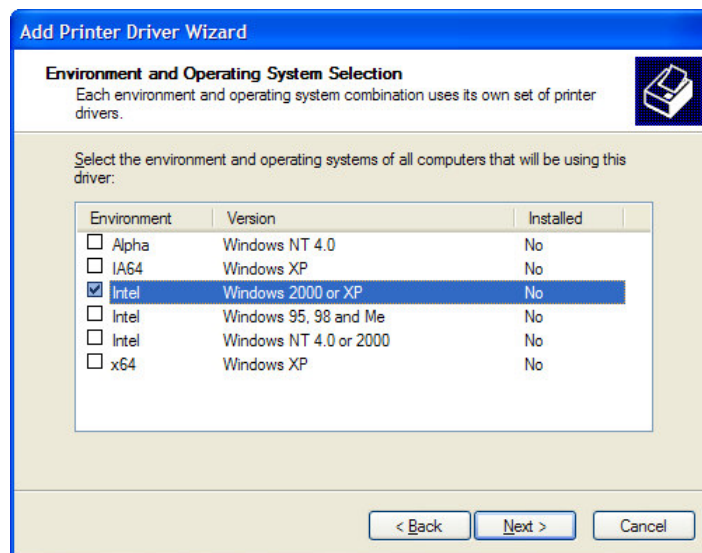 Add Printer Driver Wizard
Environment and Operating System Selection
Each environment and operating system combination uses its own set of printer
drivers.
Select the environment and operating systems of all computers that will be using this
driver:
Environment Version Installed
Alpha Windows NT 4.0 No
IA64 Windows XP No
Intel Windows 2000 or XP No
Intel Windows 95, 98 and Me No
Intel Windows NT 4.0 or 2000 No
x64 Windows XP No
< Back Next > Cancel